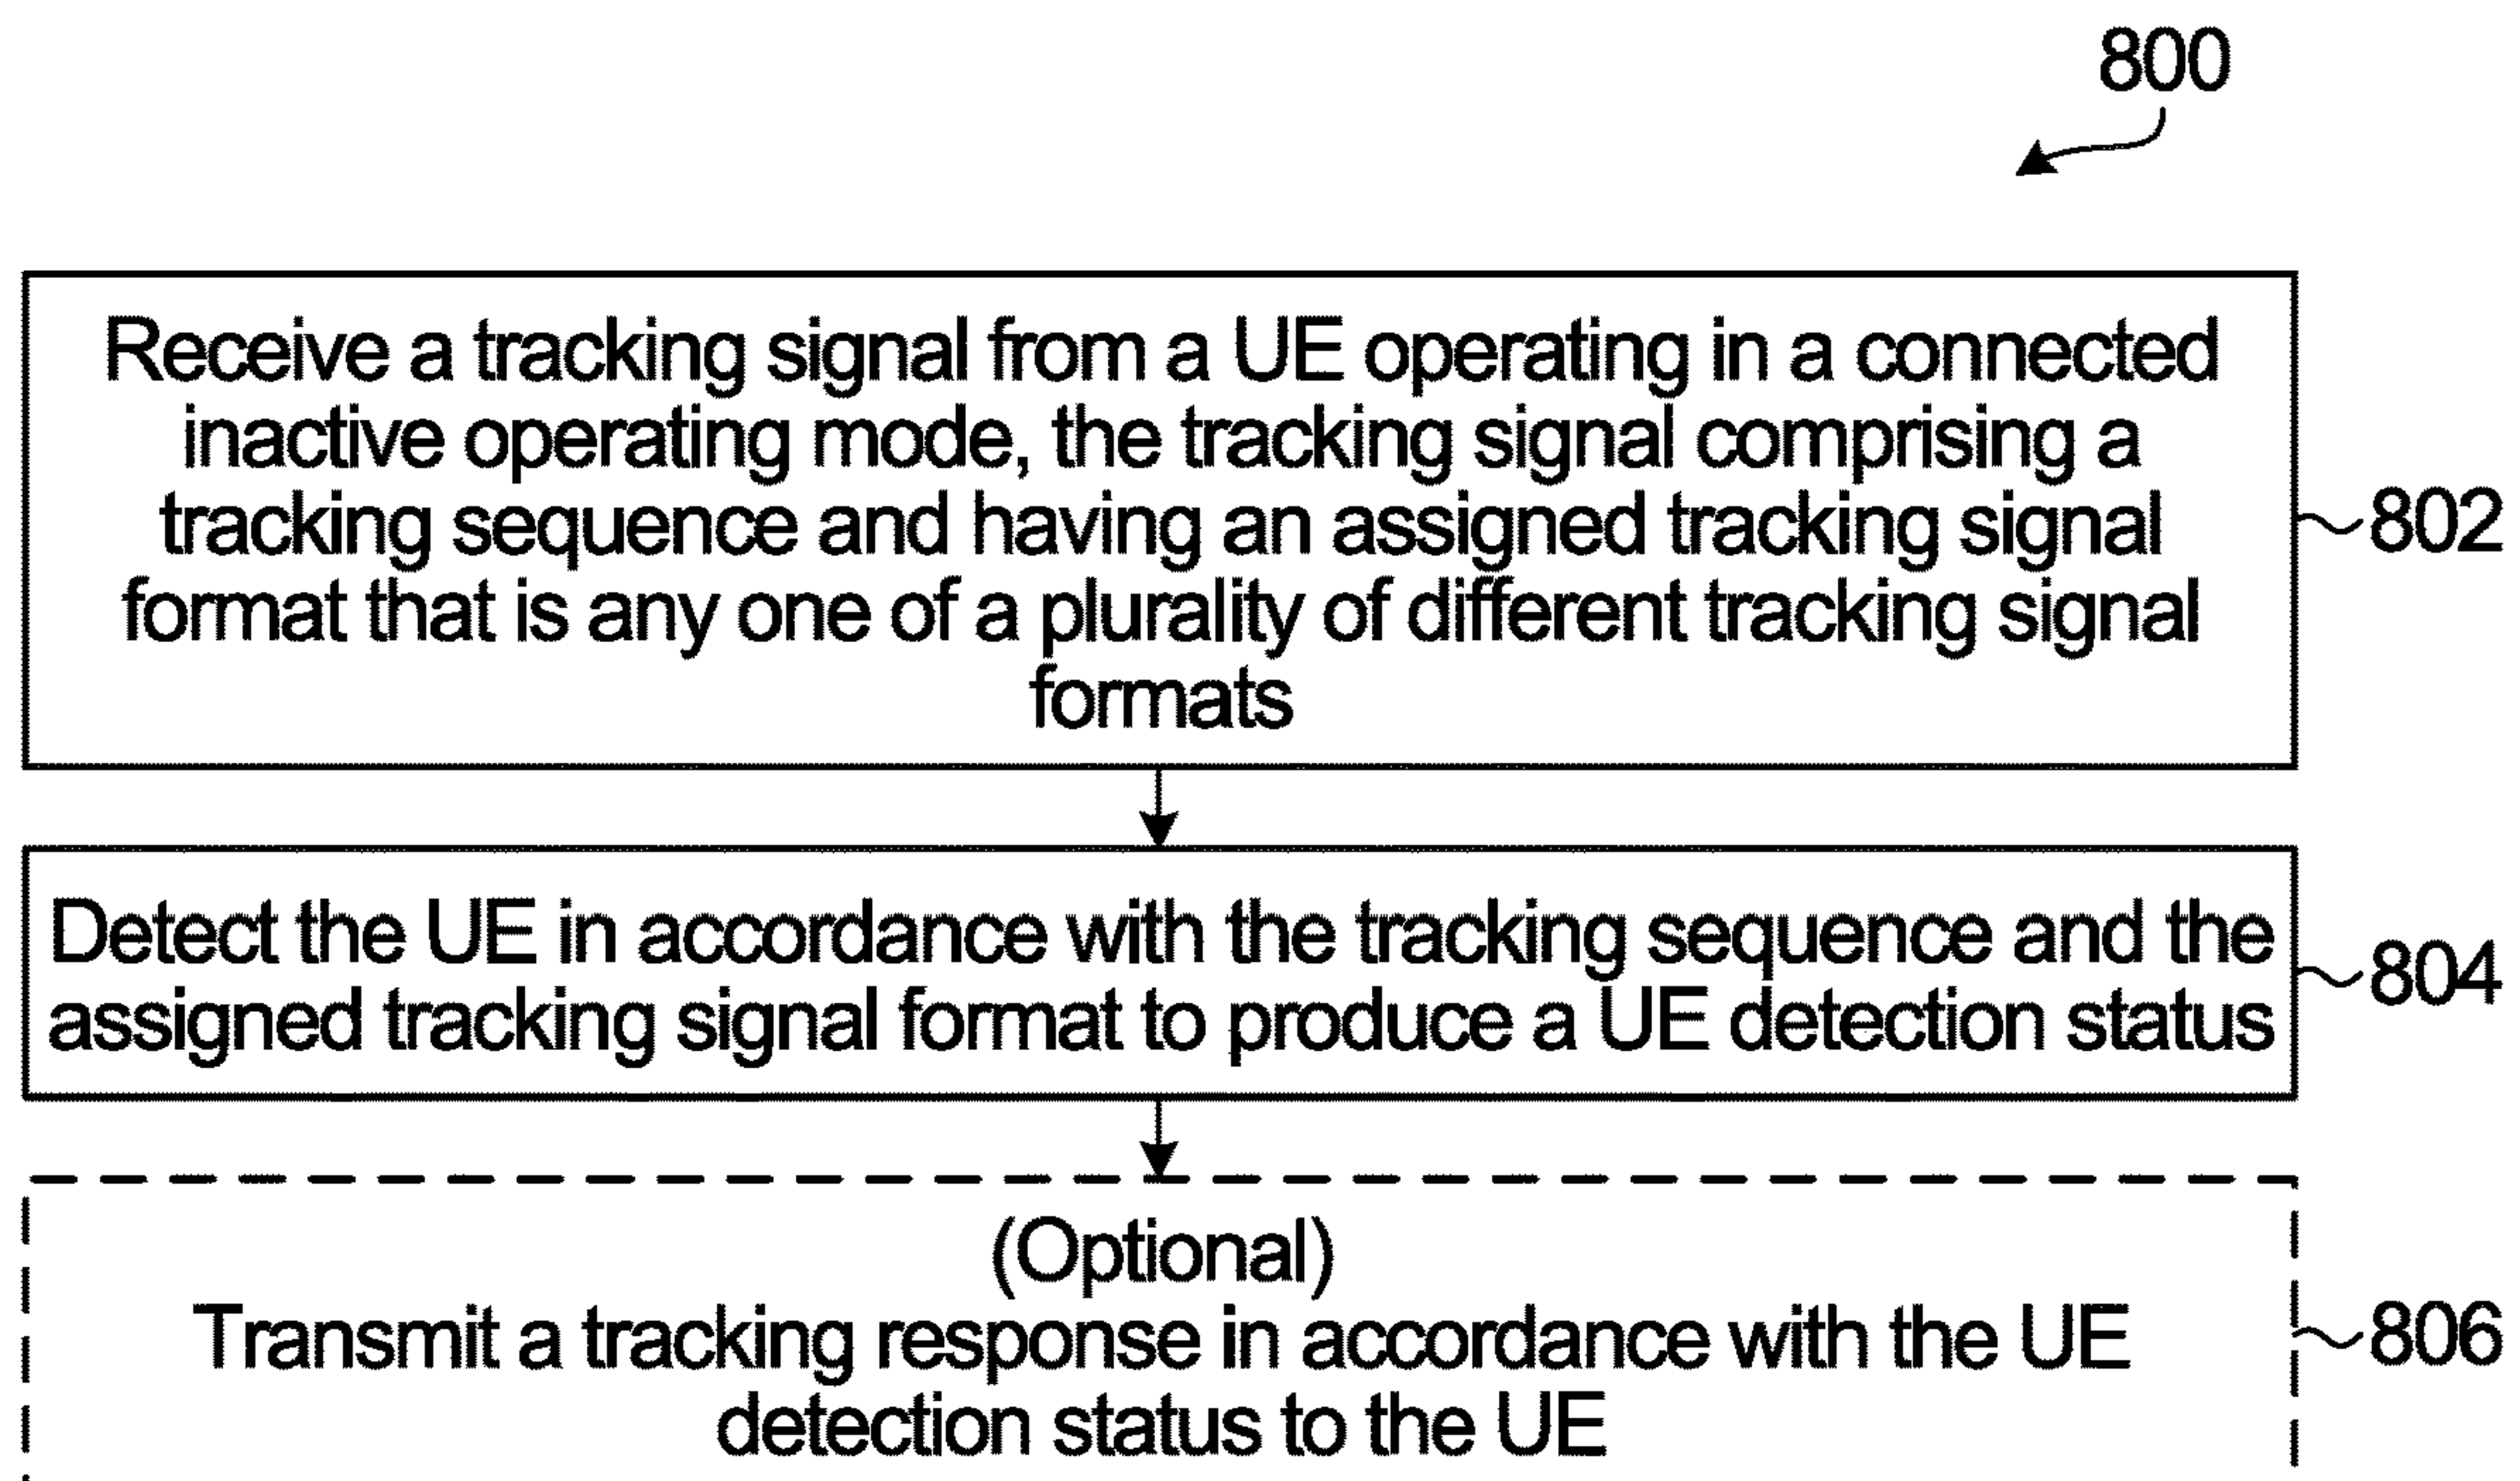 800
Receive a tracking signal from a UE operating in a connected
inactive operating mode, the tracking signal comprising a
tracking sequence and having an assigned tracking signal
format that is any one of a plurality of different tracking signal
formats
802
Detect the UE in accordance with the tracking sequence and the
assigned tracking signal format to produce a UE detection status
804
(Optional)
Transmit a tracking response in accordance with the UE
detection status to the UE
806